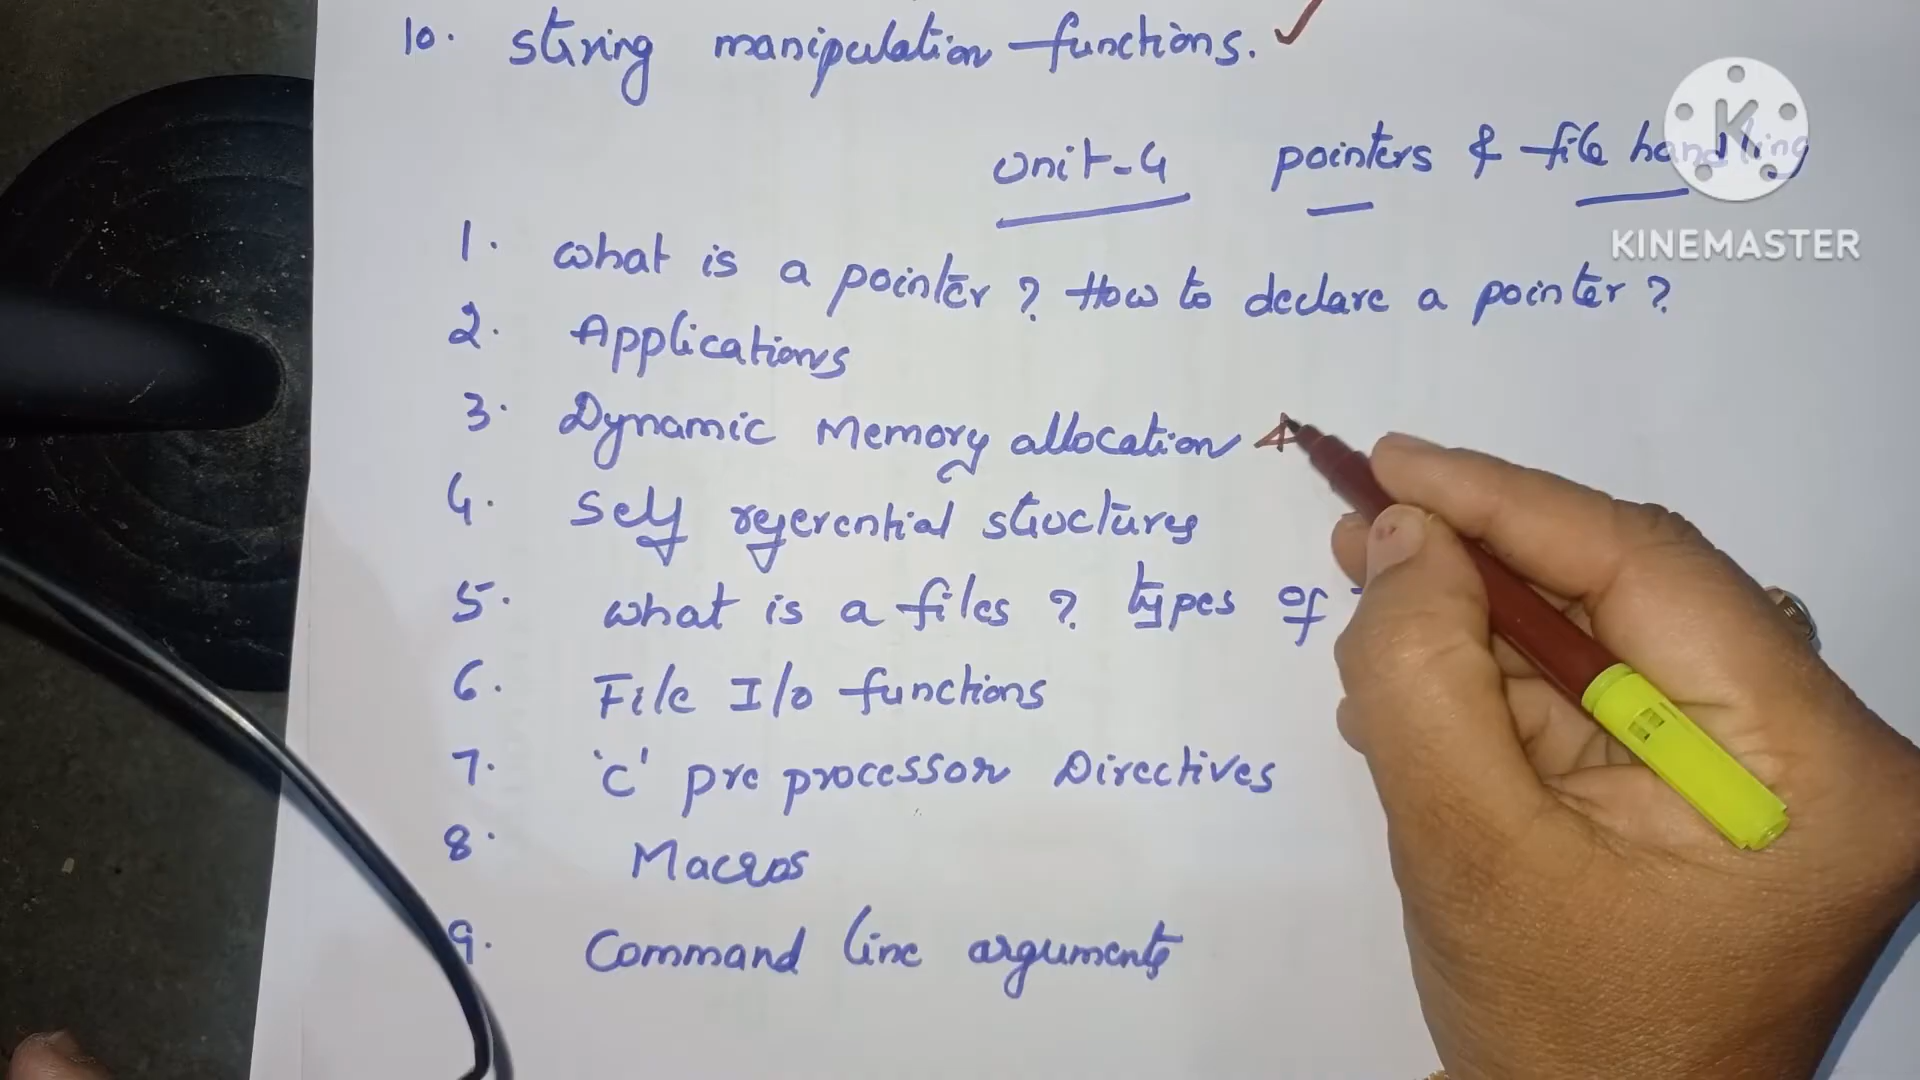 10. string manipulation functions.
Unit-4 pointers & file handling
KINEMASTER
1. what is a pointer? How to declare a pointer?
2. Applications
3. Dynamic Memory allocation
4. Self referential structures
5. what is a files? types of
6. File I/o functions
7. 'C' pre processor Directives
8. Macros
9. Command line arguments